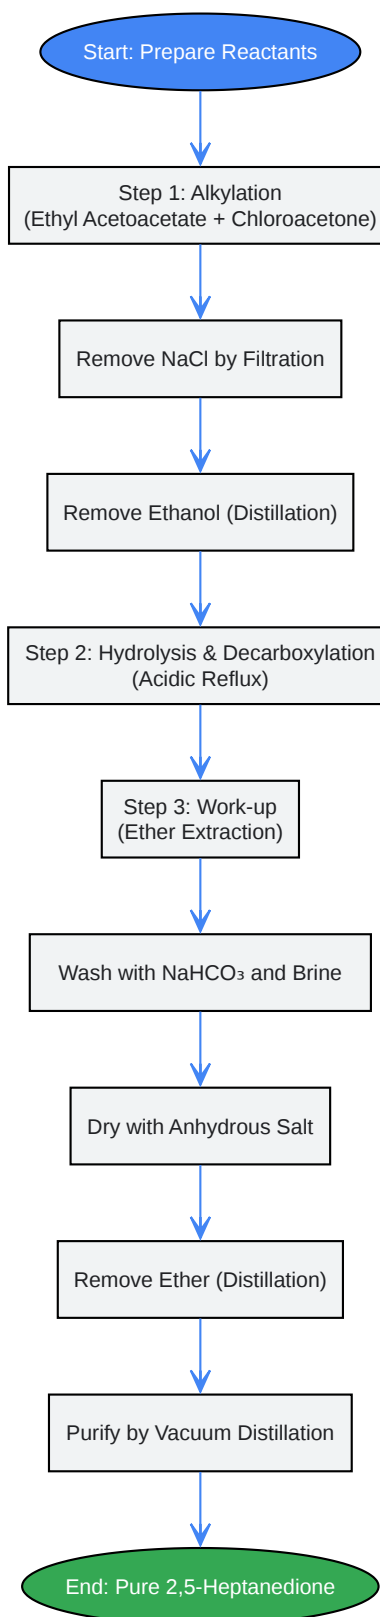 Start: Prepare Reactants
Step 1: Alkylation
(Ethyl Acetoacetate + Chloroacetone)
Remove NaCl by Filtration
Remove Ethanol (Distillation)
Step 2: Hydrolysis & Decarboxylation
(Acidic Reflux)
Step 3: Work-up
(Ether Extraction)
Wash with NaHCO₃ and Brine
Dry with Anhydrous Salt
Remove Ether (Distillation)
Purify by Vacuum Distillation
End: Pure 2,5-Heptanedione